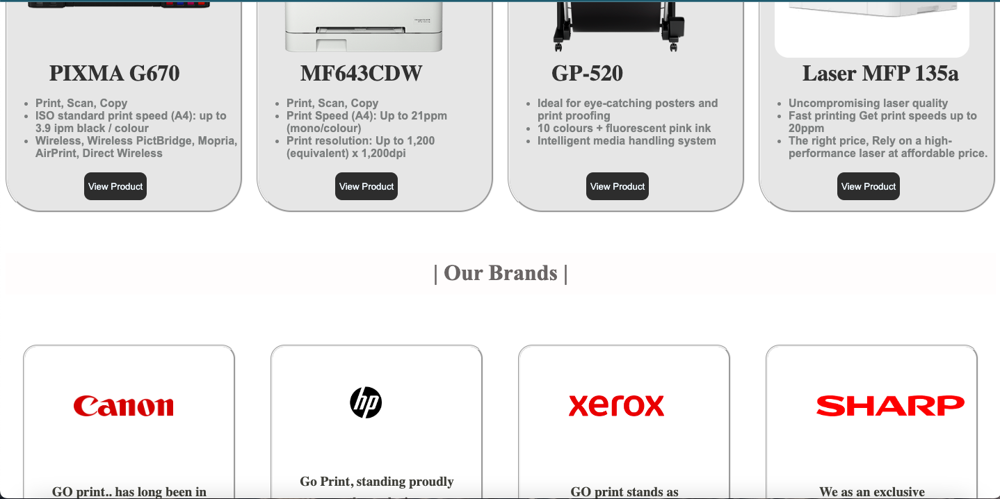 PIXMA G670
MF643CDW
GP-520
Laser MFP 135a
Print, Scan, Copy
ISO standard print speed (A4): up to
3.9 ipm black / colour
Wireless, Wireless PictBridge, Mopria,
AirPrint, Direct Wireless
Print, Scan, Copy
Print Speed (A4): Up to 21ppm
(mono/colour)
Print resolution: Up to 1,200
(equivalent) x 1,200dpi
Ideal for eye-catching posters and
print proofing
10 colours + fluorescent pink ink
Intelligent media handling system
Uncompromising laser quality
Fast printing Get print speeds up to
20ppm
The right price, Rely on a high-
performance laser at affordable price.
View Product
View Product
View Product
View Product
| Our Brands |
Canon
hp
xerox
SHARP
GO print.. has long been in
Go Print, standing proudly
GO print stands as
We as an exclusive